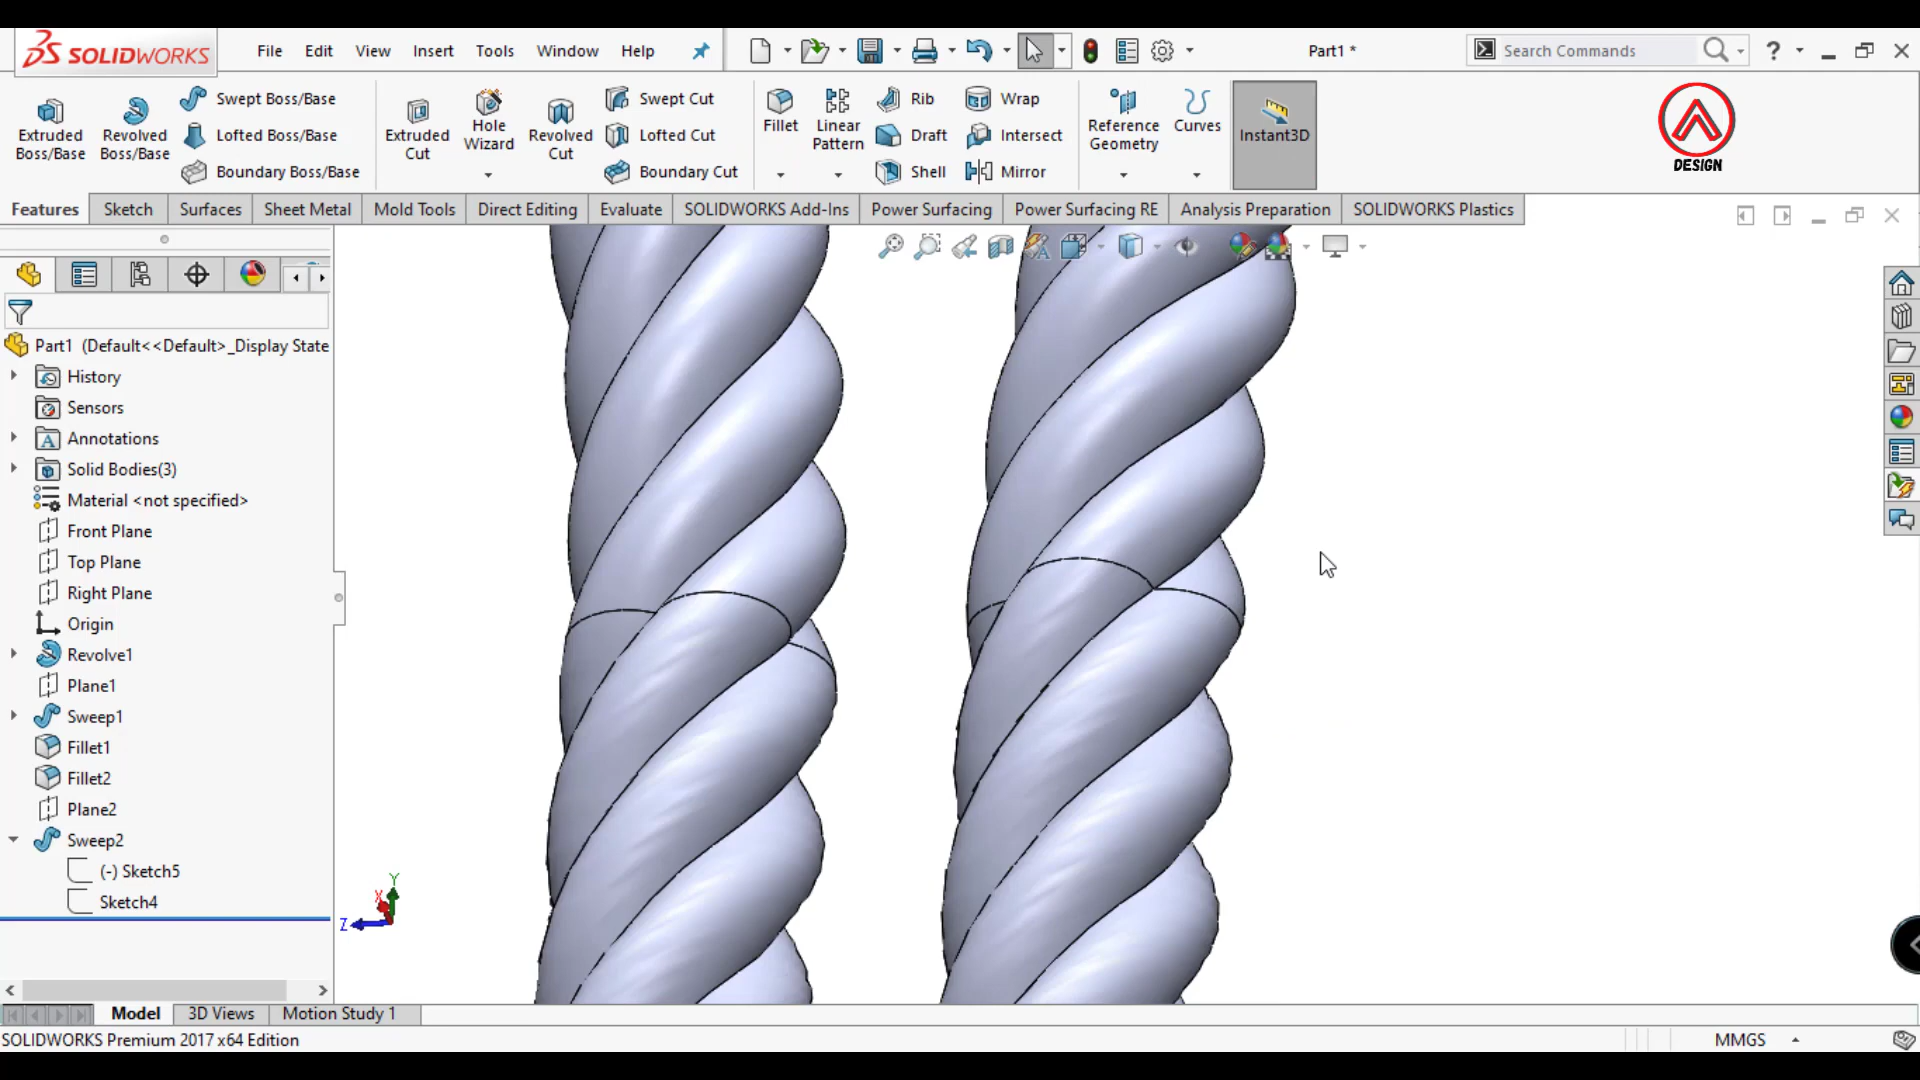 SOLIDWORKS
File Edit View Insert Tools Window Help
Part1 *
Search Commands
?
Extruded Boss/Base
Revolved Boss/Base
Swept Boss/Base
Lofted Boss/Base
Boundary Boss/Base
Extruded Cut
Hole Wizard
Revolved Cut
Swept Cut
Lofted Cut
Boundary Cut
Fillet
Linear Pattern
Rib
Draft
Shell
Wrap
Intersect
Mirror
Reference Geometry
Curves
Instant3D
DESIGN
Features Sketch Surfaces Sheet Metal Mold Tools Direct Editing Evaluate SOLIDWORKS Add-Ins Power Surfacing Power Surfacing RE Analysis Preparation SOLIDWORKS Plastics
Part1 (Default<<Default>_Display State
History
Sensors
Annotations
Solid Bodies(3)
Material <not specified>
Front Plane
Top Plane
Right Plane
Origin
Revolve1
Plane1
Sweep1
Fillet1
Fillet2
Plane2
Sweep2
(-) Sketch5
Sketch4
Y
X
Z
Model 3D Views Motion Study 1
SOLIDWORKS Premium 2017 x64 Edition
MMGS